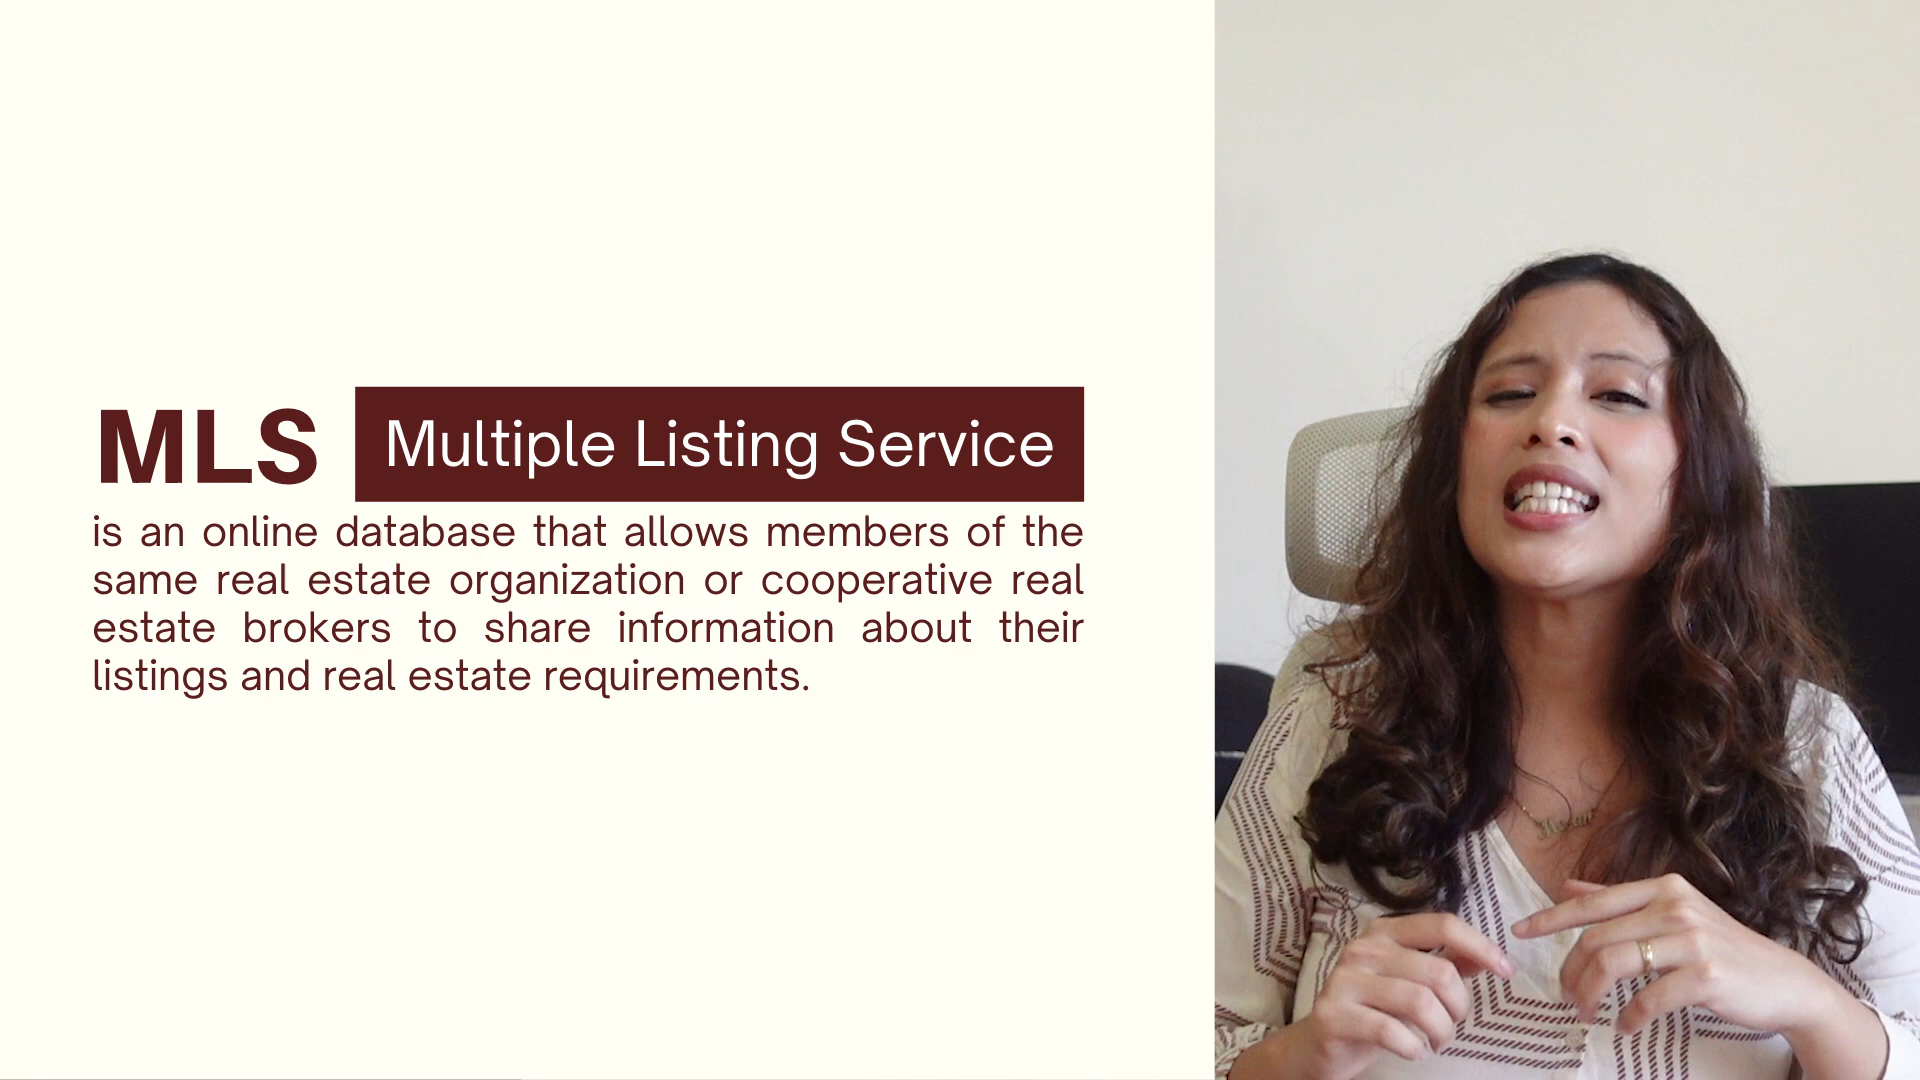 MLS Multiple Listing Service
is an online database that allows members of the
same real estate organization or cooperative real
estate brokers to share information about their
listings and real estate requirements.